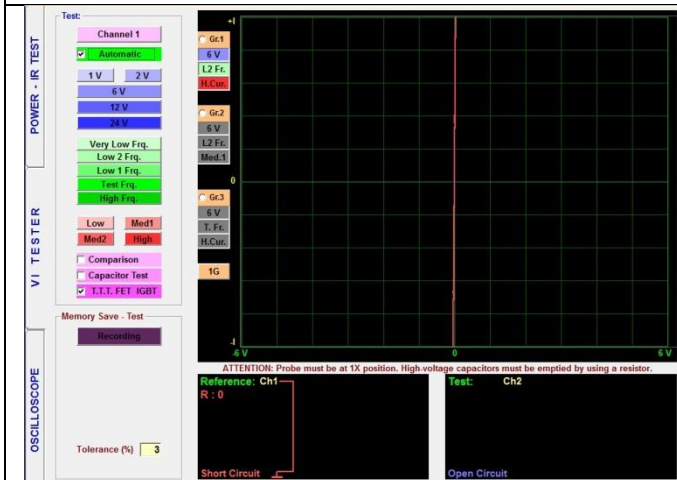 POWER - IR TEST
VI TESTER
OSCILLOSCOPE
Test:
Channel 1
Automatic
1 V
2 V
6 V
12 V
24 V
Very Low Frq.
Low 2 Frq.
Low 1 Frq.
Test Frq.
High Frq.
Low
Med1
Med2
High
Comparison
Capacitor Test
T.T.T. FET IGBT
Memory Save - Test
Recording
Tolerance (%)
3
Gr.1
6 V
L2 Fr.
H.Cur.
Gr.2
6 V
L2 Fr.
Med.1
Gr.3
6 V
T. Fr.
H.Cur.
1G
+I
0
-I
-6 V
0
6 V
ATTENTION: Probe must be at 1X position. High-voltage capacitors must be emptied by using a resistor.
Reference: Ch1
R : 0
Short Circuit
Test: Ch2
Open Circuit